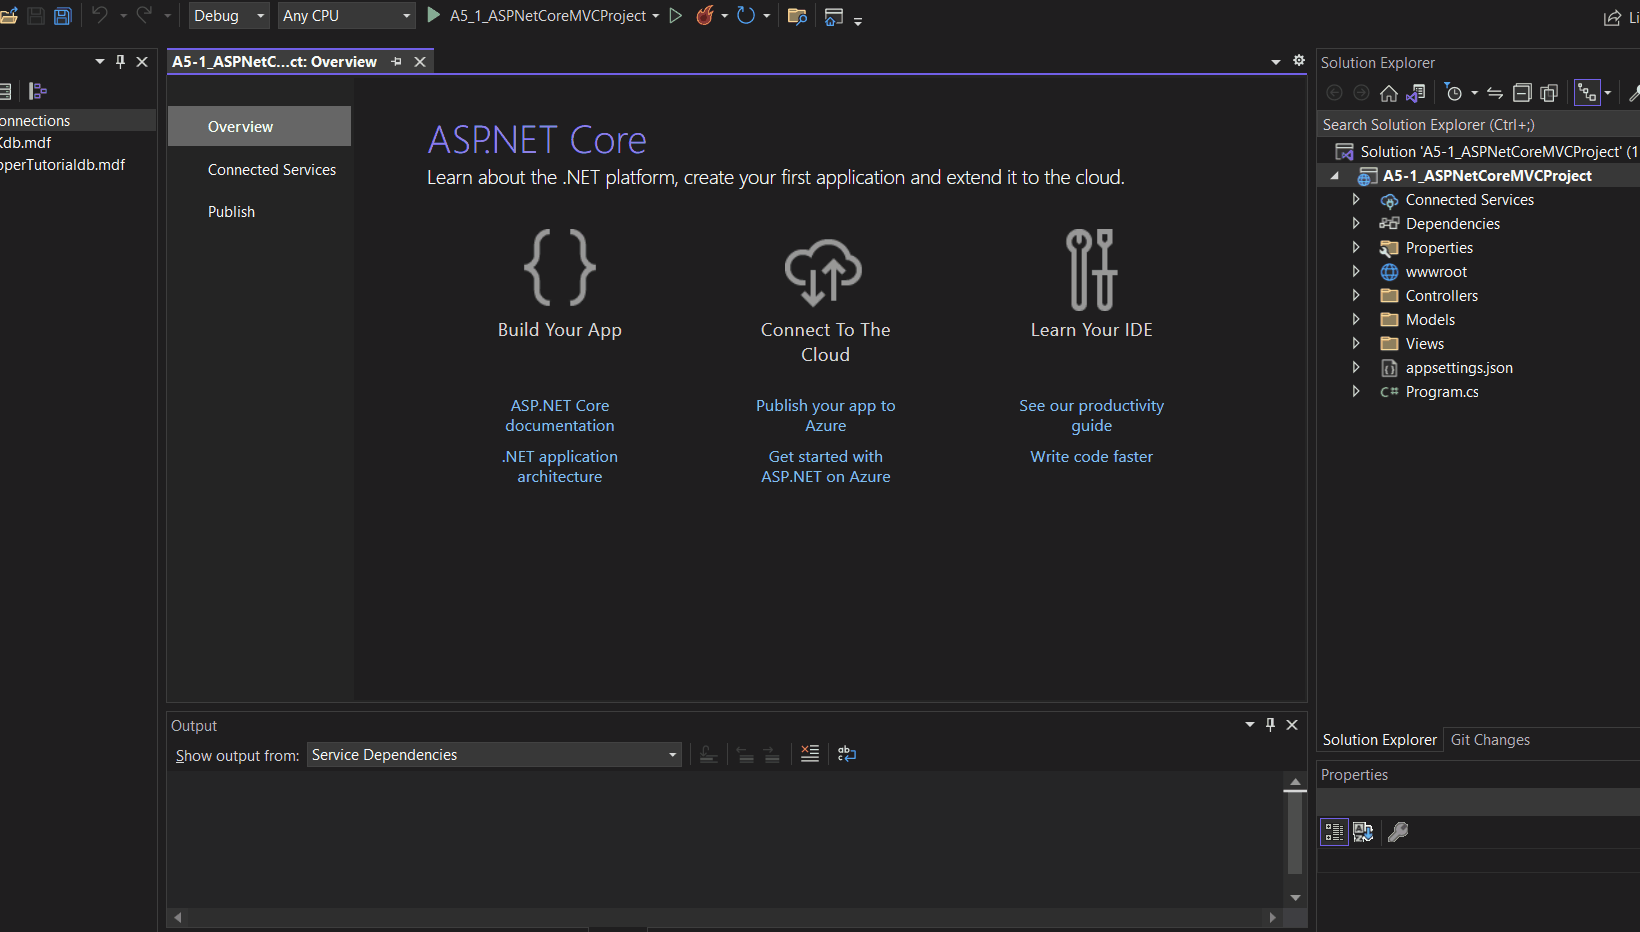 Debug
Any CPU
A5_1_ASPNetCoreMVCProject
Li
A5-1_ASPNetC...ct: Overview
onnections
Kdb.mdf
pperTutorialdb.mdf
Overview
Connected Services
Publish
ASP.NET Core
Learn about the .NET platform, create your first application and extend it to the cloud.
Build Your App
Connect To The
Cloud
Learn Your IDE
ASP.NET Core
documentation
.NET application
architecture
Publish your app to
Azure
Get started with
ASP.NET on Azure
See our productivity
guide
Write code faster
Output
Show output from:
Service Dependencies
Solution Explorer
Search Solution Explorer (Ctrl+;)
Solution 'A5-1_ASPNetCoreMVCProject' (1
A5-1_ASPNetCoreMVCProject
Connected Services
Dependencies
Properties
wwwroot
Controllers
Models
Views
appsettings.json
C# Program.cs
Solution Explorer
Git Changes
Properties